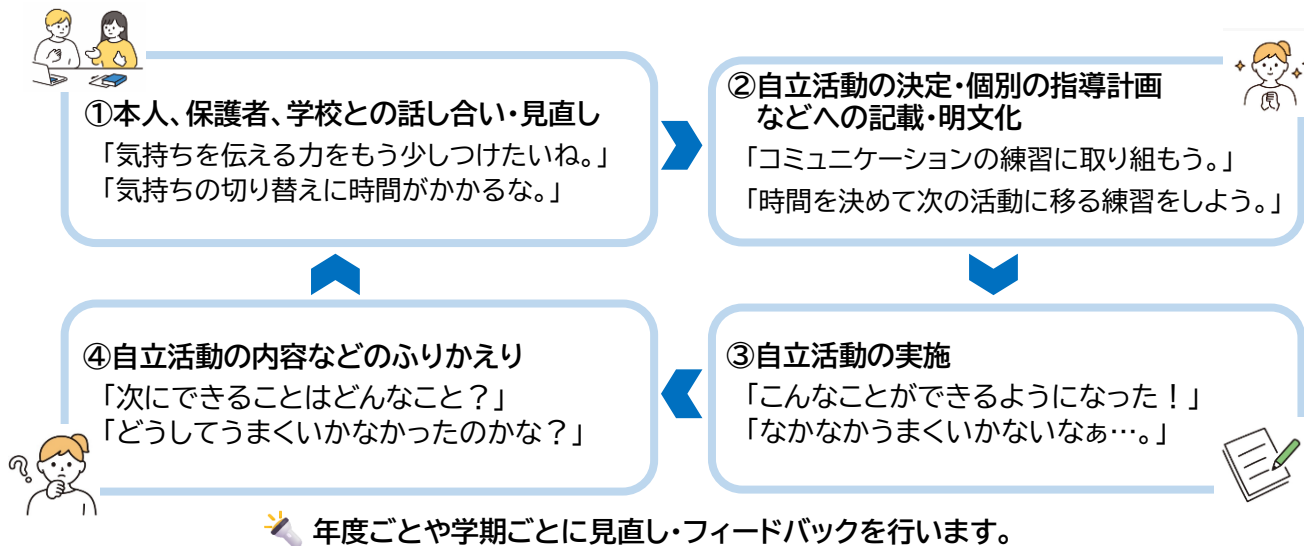 ①本人、保護者、学校との話し合い・見直し
「気持ちを伝える力をもう少しつけたいね。」
「気持ちの切り替えに時間がかかるな。」
②自立活動の決定・個別の指導計画
などへの記載・明文化
「コミュニケーションの練習に取り組もう。」
「時間を決めて次の活動に移る練習をしよう。」
③自立活動の実施
「こんなことができるようになった！」
「なかなかうまくいかないなぁ…。」
④自立活動の内容などのふりかえり
「次にできることはどんなこと？」
「どうしてうまくいかなかったのかな？」
年度ごとや学期ごとに見直し・フィードバックを行います。